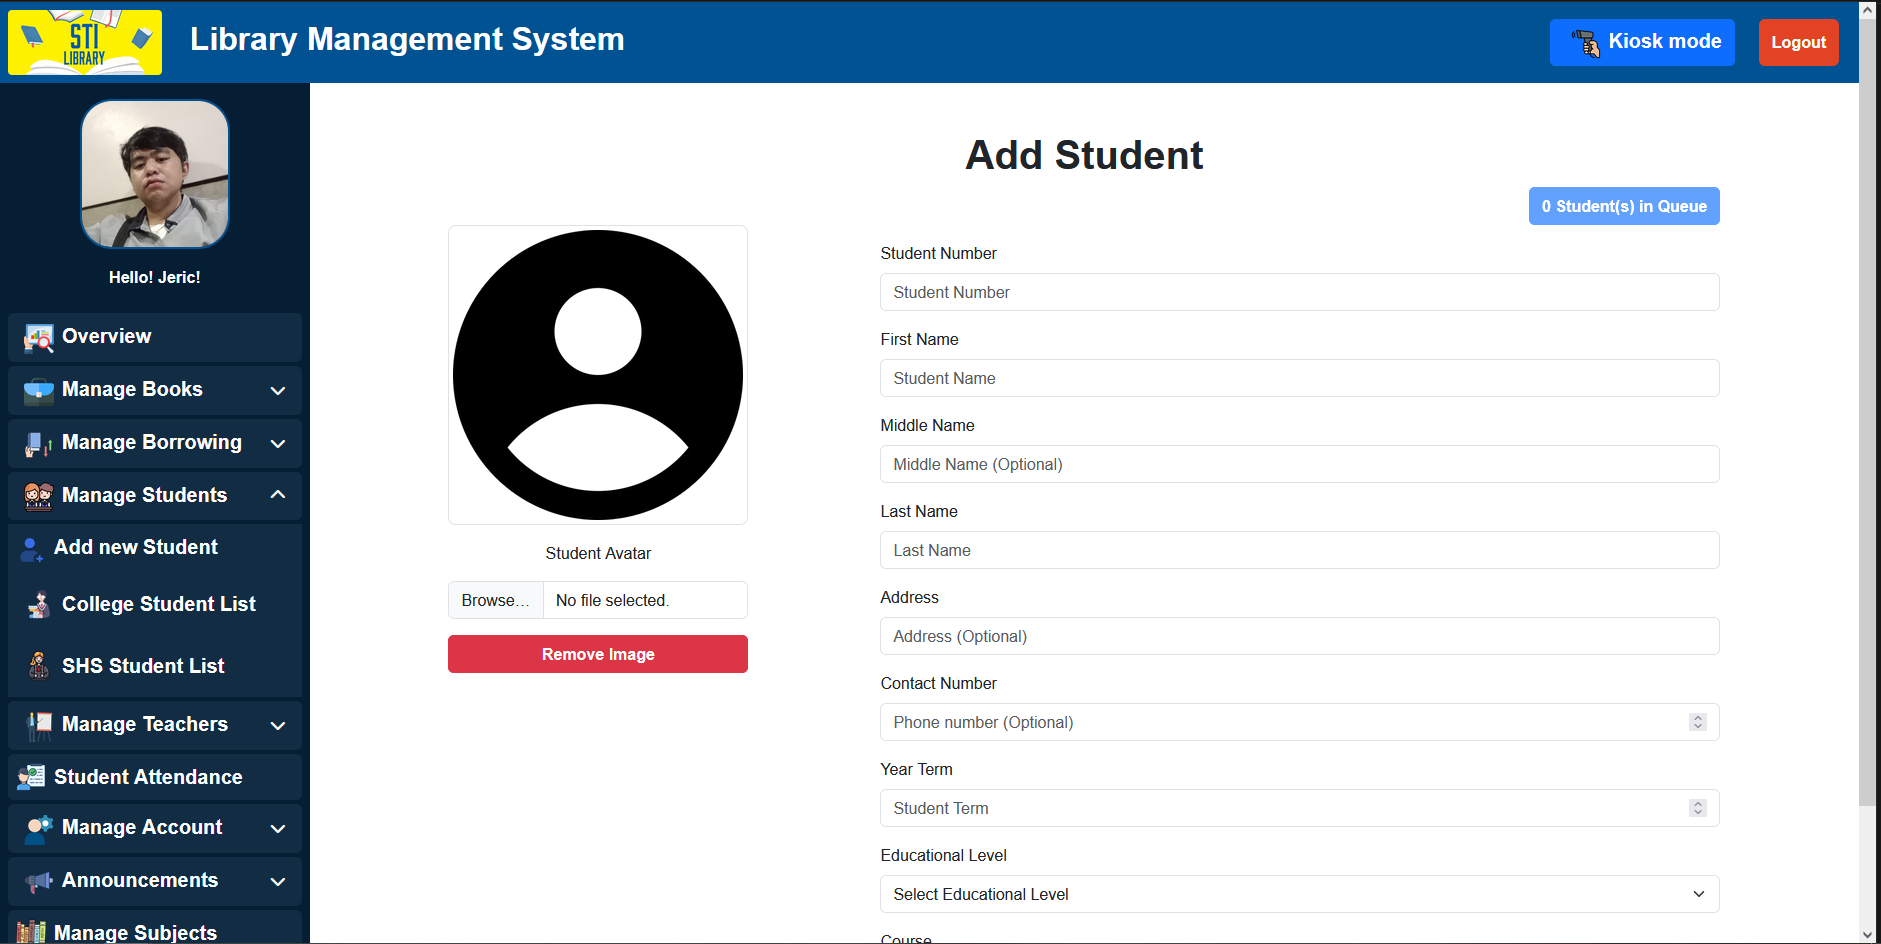 STI
LIBRARY
Library Management System
Kiosk mode
Logout
Hello! Jeric!
Overview
Manage Books
Manage Borrowing
Manage Students
Add new Student
College Student List
SHS Student List
Manage Teachers
Student Attendance
Manage Account
Announcements
Manage Subjects
Add Student
0 Student(s) in Queue
Student Avatar
Browse... No file selected.
Remove Image
Student Number
Student Number
First Name
Student Name
Middle Name
Middle Name (Optional)
Last Name
Last Name
Address
Address (Optional)
Contact Number
Phone number (Optional)
Year Term
Student Term
Educational Level
Select Educational Level
Course